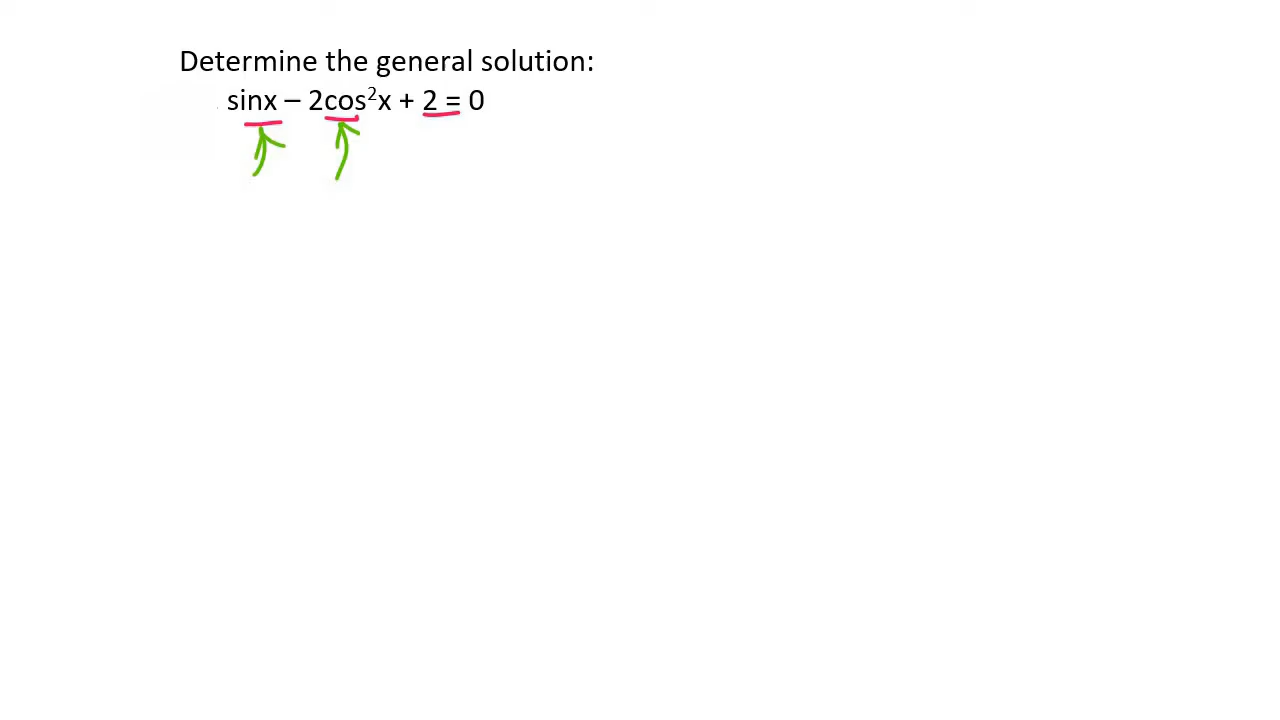 Determine the general solution:
sinx – 2cos²x + 2 = 0